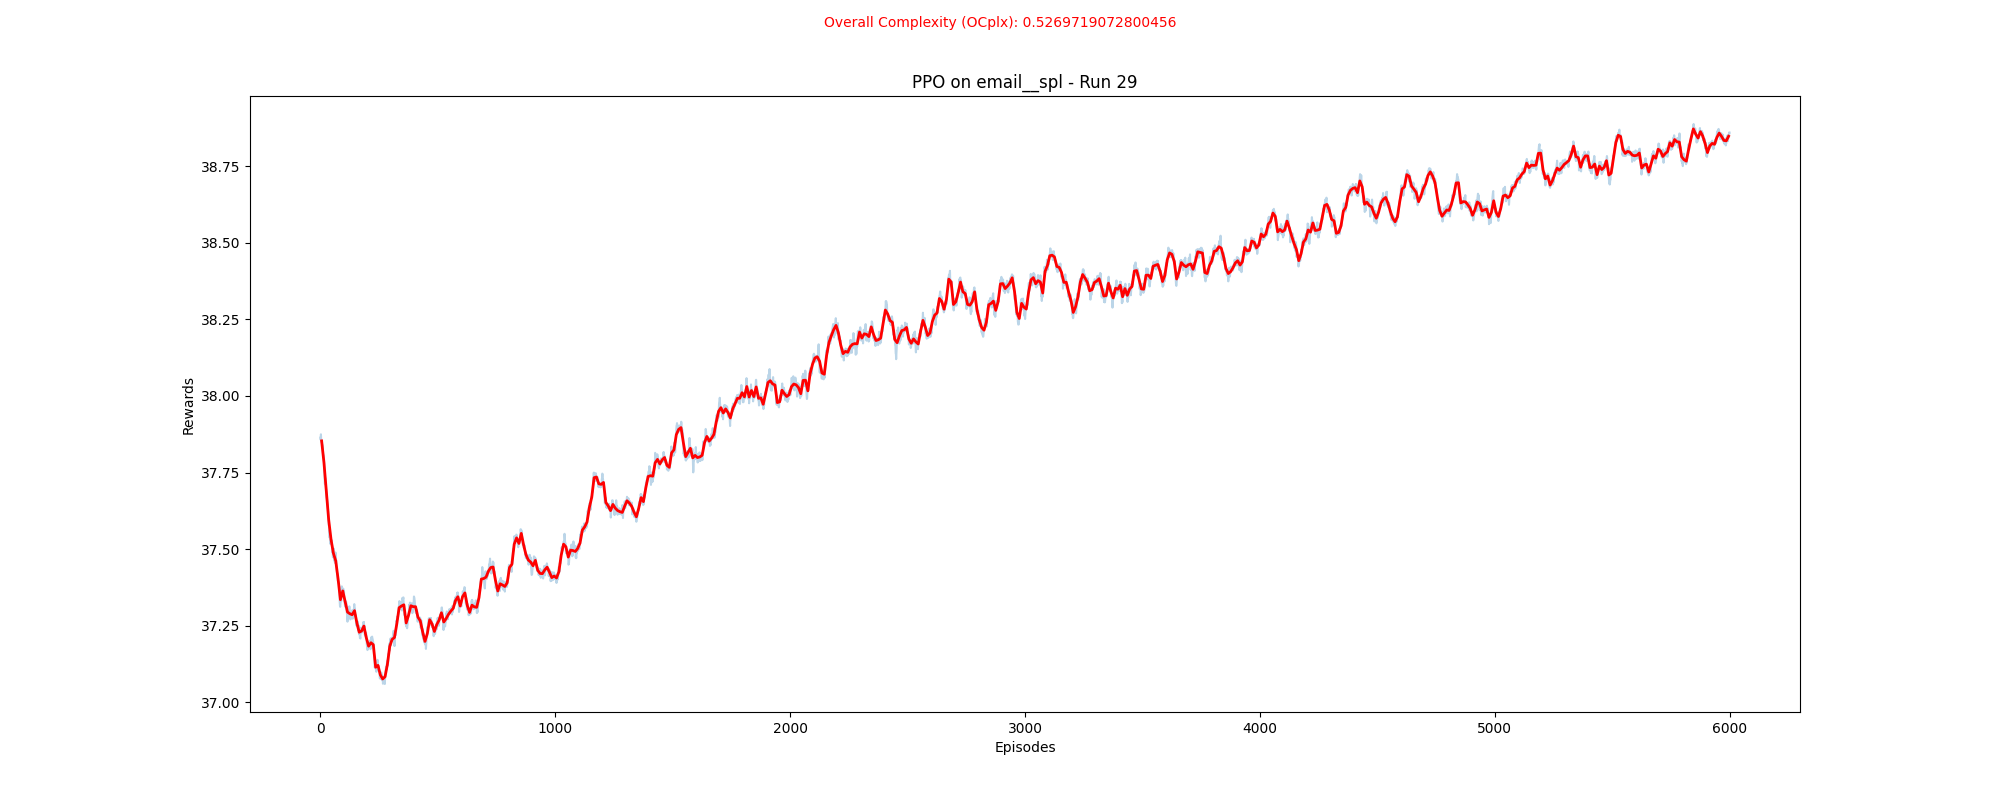 Overall Complexity (OCplx): 0.5269719072800456
PPO on email__spl - Run 29
38.75
38.50
38.25
38.00
37.75
37.50
37.25
37.00
Rewards
0 1000 2000 3000 4000 5000 6000
Episodes